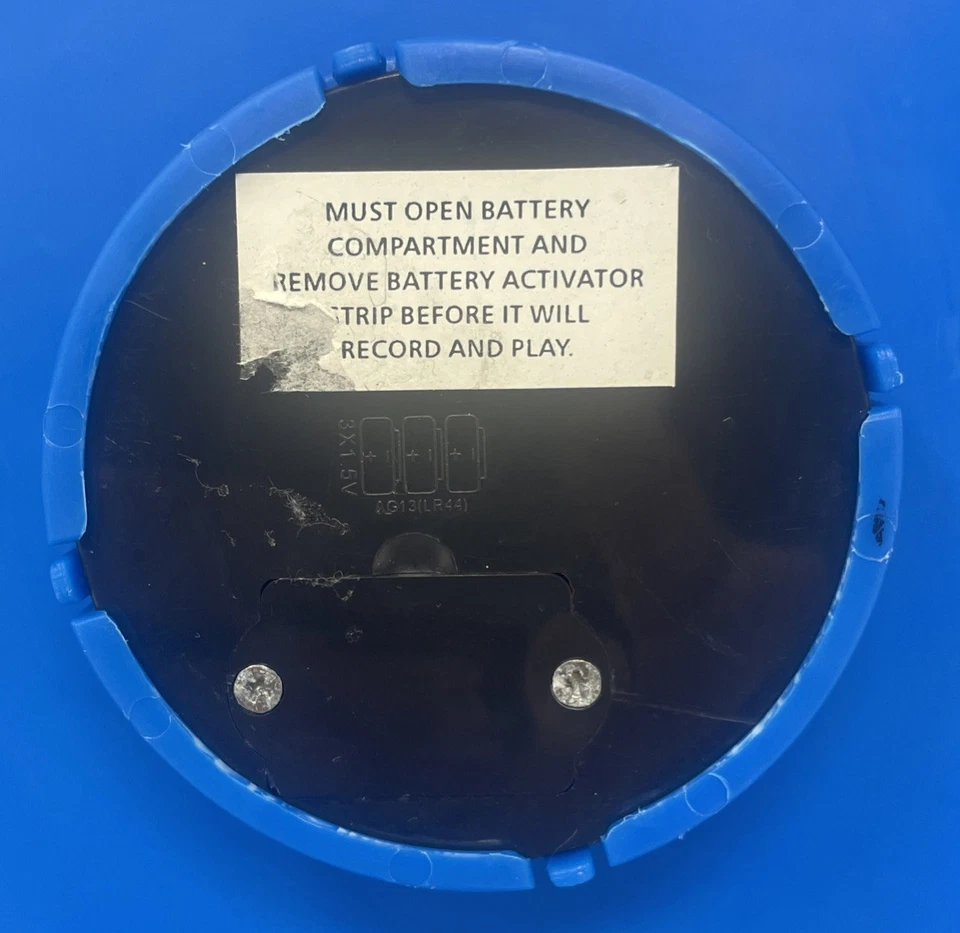 MUST OPEN BATTERY
COMPARTMENT AND
REMOVE BATTERY ACTIVATOR
STRIP BEFORE IT WILL
RECORD AND PLAY.
3X1.5V
+ - + - + -
AG13(LR44)